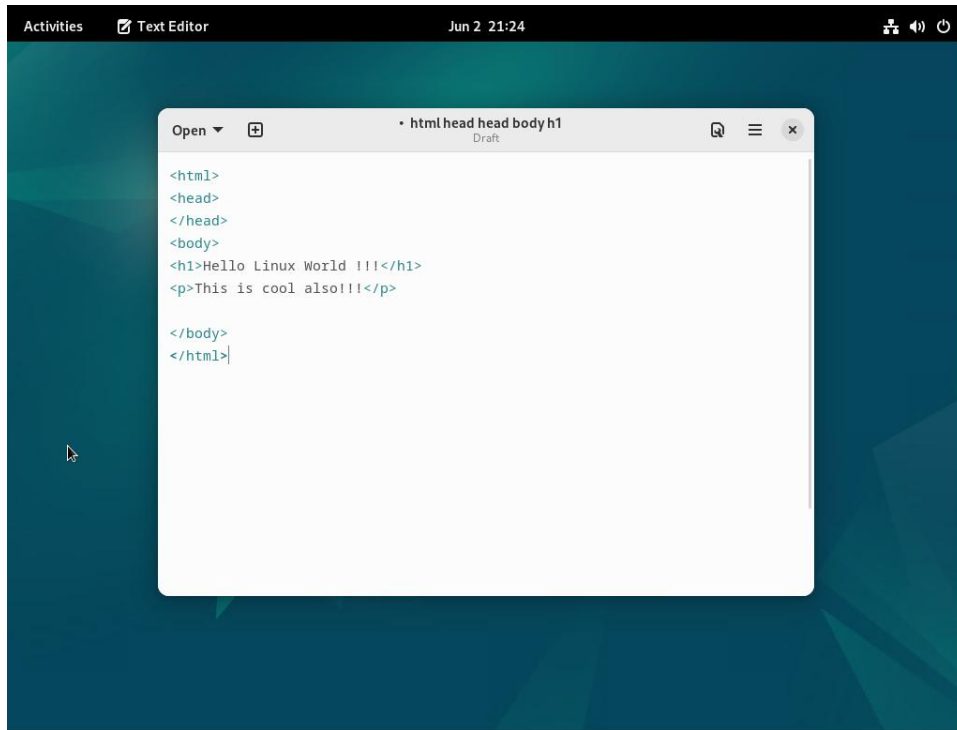 Activities Text Editor Jun 2 21:24
Open • html head head body h1
Draft
<html>
<head>
</head>
<body>
<h1>Hello Linux World !!!</h1>
<p>This is cool also!!!</p>
</body>
</html>